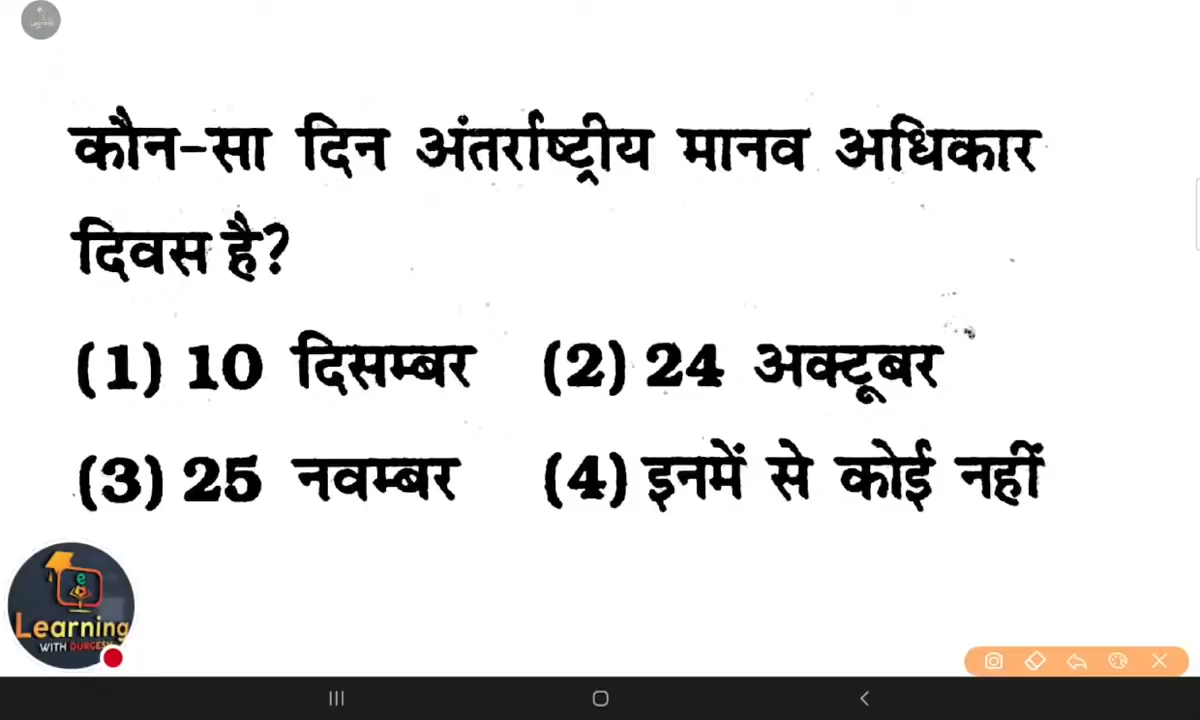 कौन-सा दिन अंतर्राष्ट्रीय मानव अधिकार
दिवस है?
(1) 10 दिसम्बर (2) 24 अक्टूबर
(3) 25 नवम्बर (4) इनमें से कोई नहीं
e
Learning
WITH DURGESH